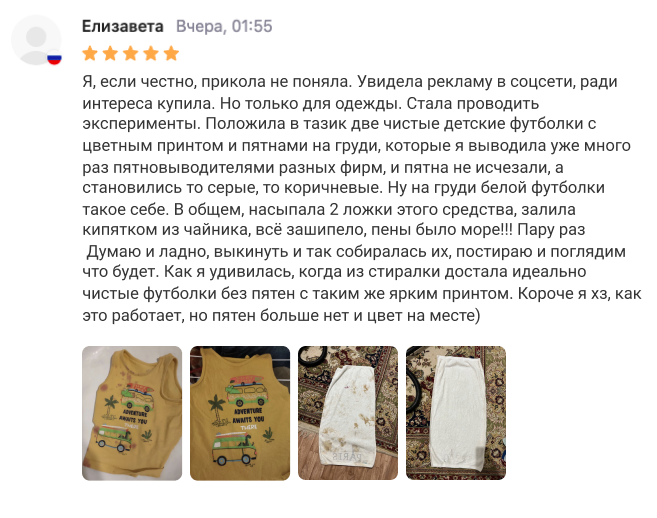 Елизавета Вчера, 01:55
Я, если честно, прикола не поняла. Увидела рекламу в соцсети, ради
интереса купила. Но только для одежды. Стала проводить
эксперименты. Положила в тазик две чистые детские футболки с
цветным принтом и пятнами на груди, которые я выводила уже много
раз пятновыводителями разных фирм, и пятна не исчезали, а
становились то серые, то коричневые. Ну на груди белой футболки
такое себе. В общем, насыпала 2 ложки этого средства, залила
кипятком из чайника, всё зашипело, пены было море!!! Пару раз
Думаю и ладно, выкинуть и так собиралась их, постираю и поглядим
что будет. Как я удивилась, когда из стиралки достала идеально
чистые футболки без пятен с таким же ярким принтом. Короче я хз, как
это работает, но пятен больше нет и цвет на месте)
ADVENTURE
AWAITS YOU
ADVENTURE
AWAITS YOU